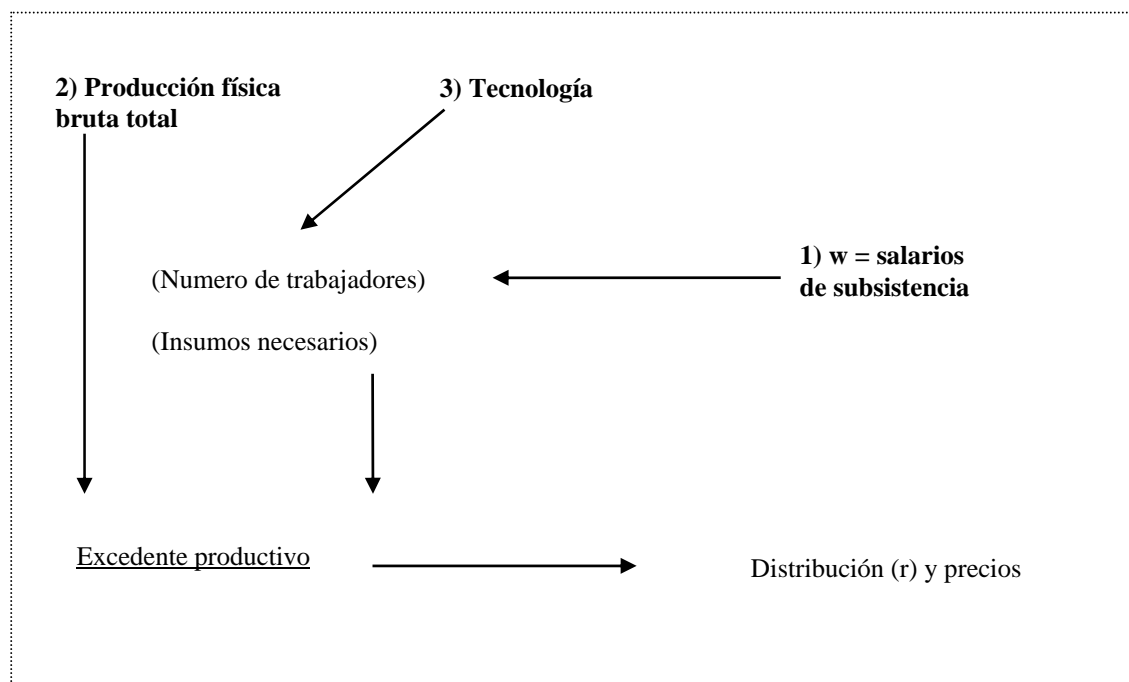 2) Producción física
bruta total
3) Tecnología
(Numero de trabajadores)
1) w = salarios
de subsistencia
(Insumos necesarios)
Excedente productivo
Distribución (r) y precios